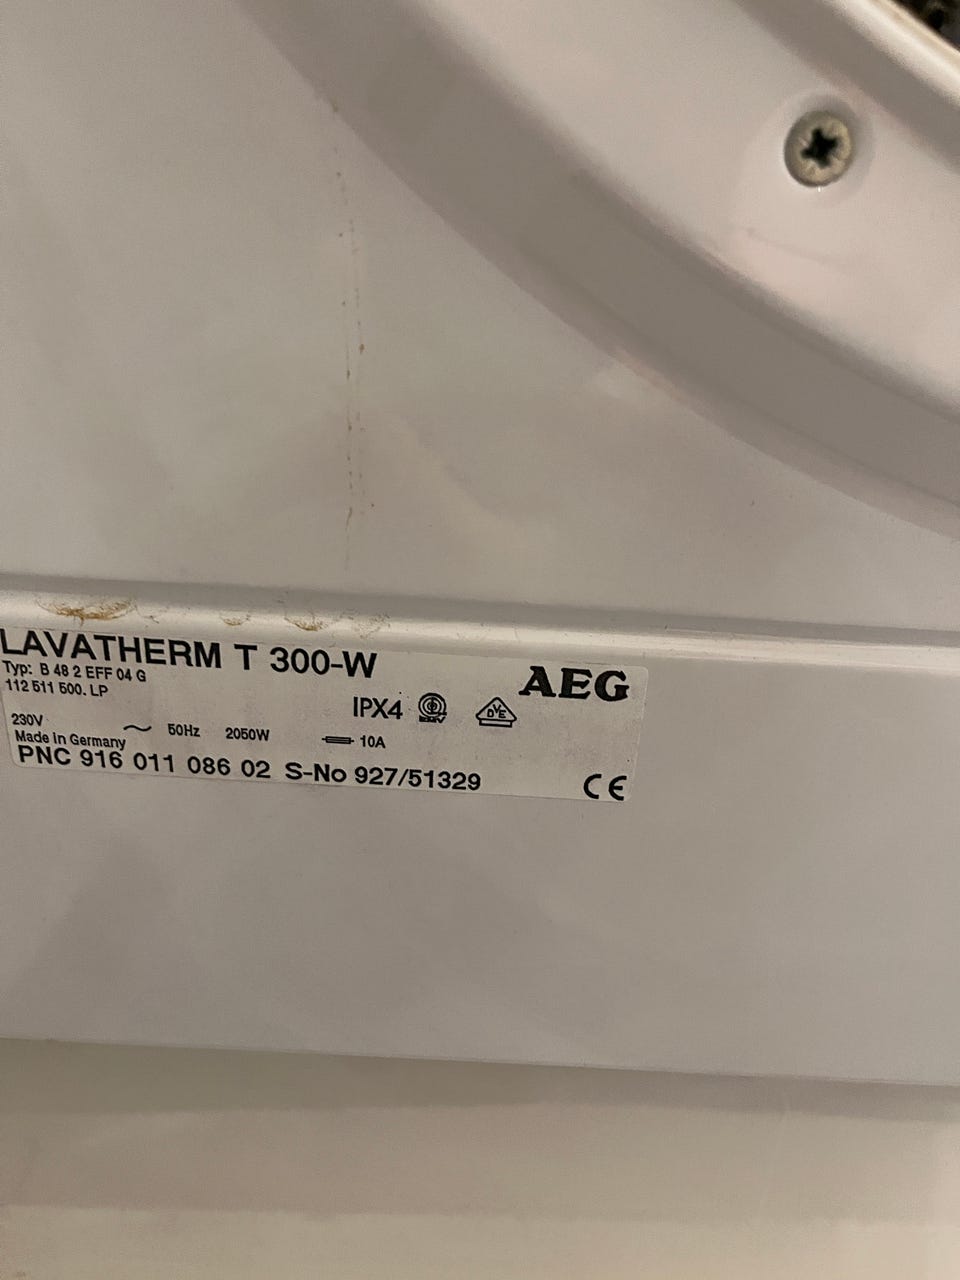 LAVATHERM T 300-W
AEG
Typ: B 48 2 EFF 04 G
112 511 500. LP
IPX4
DVE
230V ~ 50Hz 2050W 10A
Made in Germany
PNC 916 011 086 02 S-No 927/51329
CE